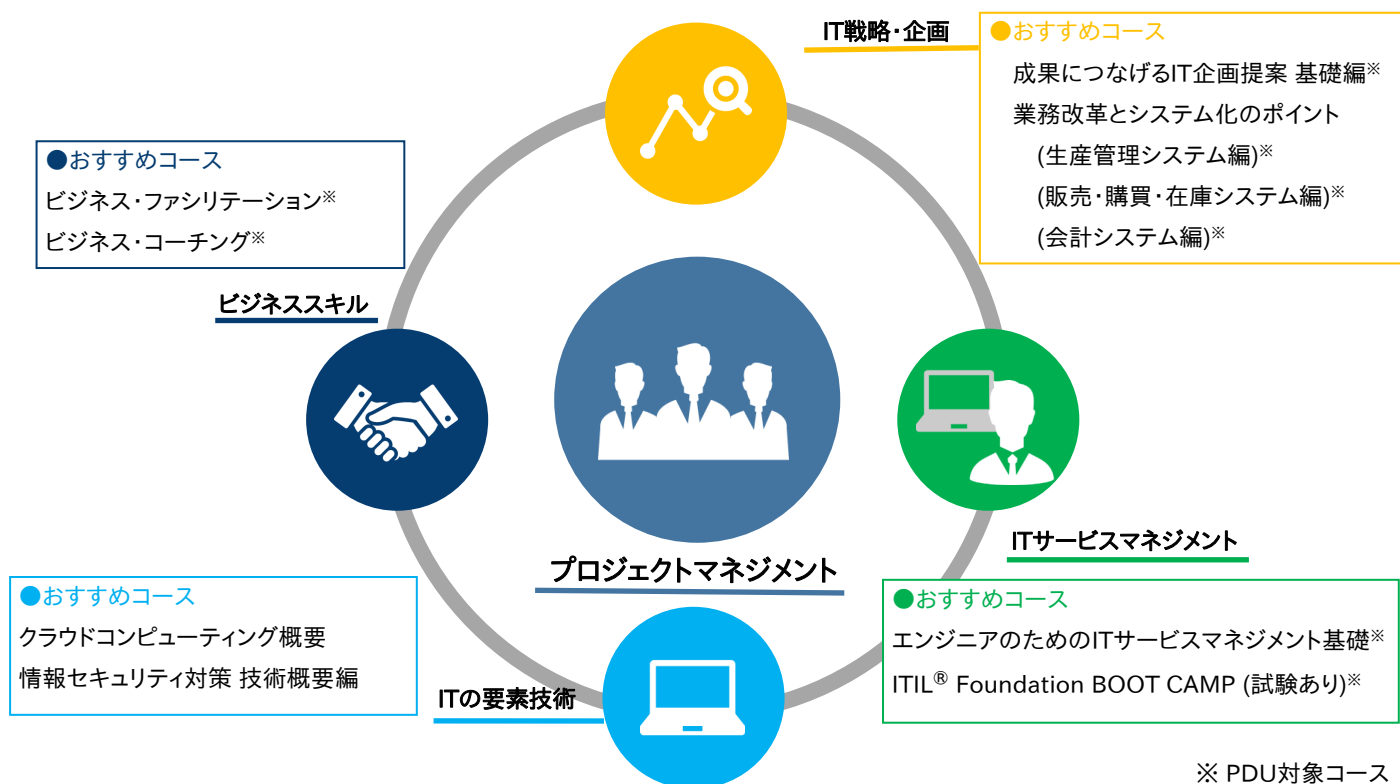 IT戦略・企画
●おすすめコース
成果につなげるIT企画提案 基礎編※
業務改革とシステム化のポイント
(生産管理システム編)※
(販売・購買・在庫システム編)※
(会計システム編)※
●おすすめコース
ビジネス・ファシリテーション※
ビジネス・コーチング※
ビジネススキル
プロジェクトマネジメント
ITサービスマネジメント
●おすすめコース
エンジニアのためのITサービスマネジメント基礎※
ITIL® Foundation BOOT CAMP (試験あり)※
●おすすめコース
クラウドコンピューティング概要
情報セキュリティ対策 技術概要編
ITの要素技術
※ PDU対象コース